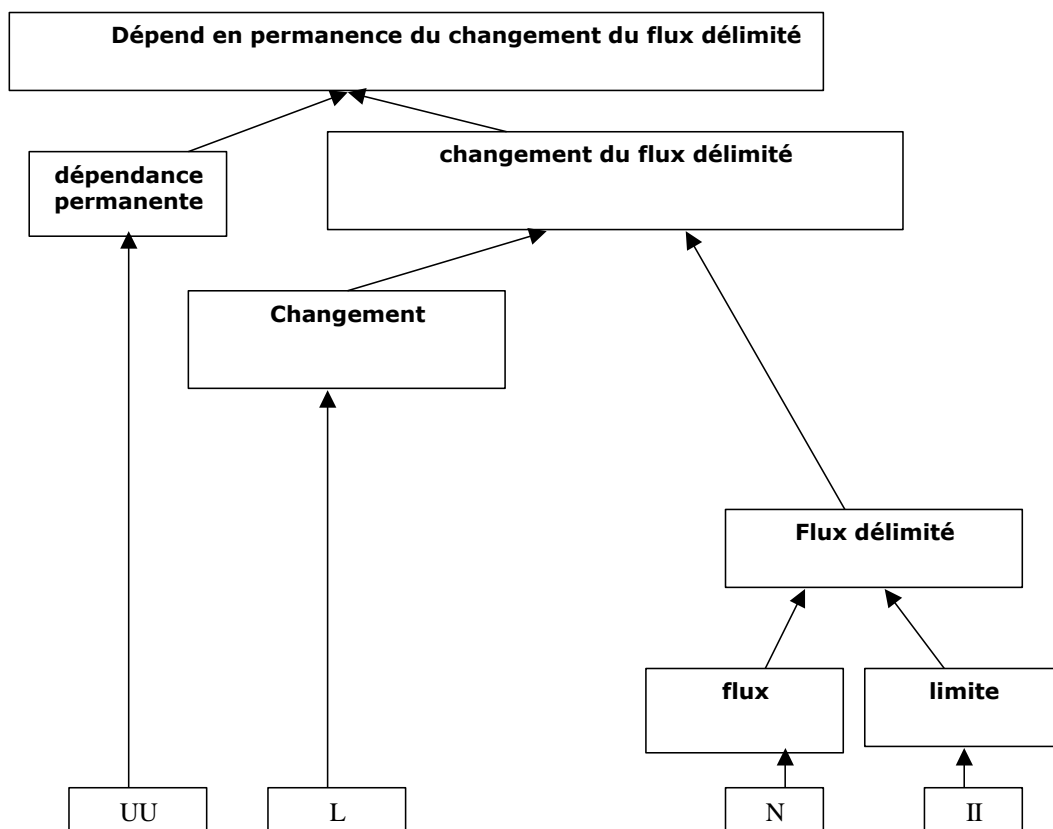 Dépend en permanence du changement du flux délimité
changement du flux délimité
dépendance
permanente
Changement
Flux délimité
flux
limite
UU
L
N
II